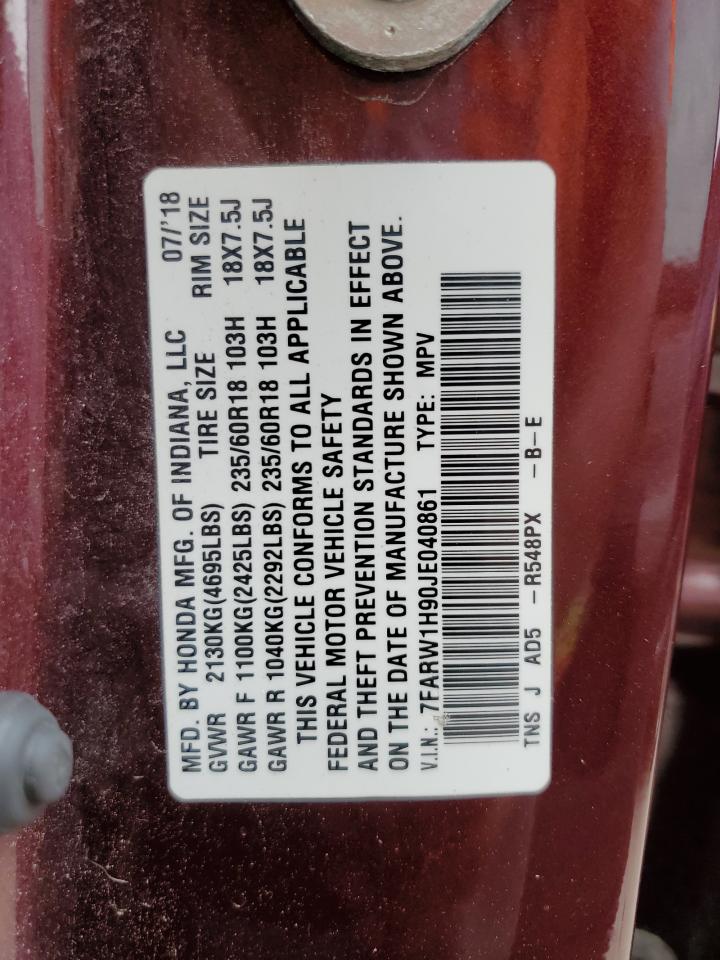 MFD. BY HONDA MFG. OF INDIANA, LLC 07/'18
GVWR 2130KG(4695LBS) TIRE SIZE RIM SIZE
GAWR F 1100KG(2425LBS) 235/60R18 103H 18X7.5J
GAWR R 1040KG(2292LBS) 235/60R18 103H 18X7.5J
THIS VEHICLE CONFORMS TO ALL APPLICABLE
FEDERAL MOTOR VEHICLE SAFETY
AND THEFT PREVENTION STANDARDS IN EFFECT
ON THE DATE OF MANUFACTURE SHOWN ABOVE.
V.I.N.: 7FARW1H90JE040861 TYPE: MPV
TNS J AD5 -R548PX -B-E